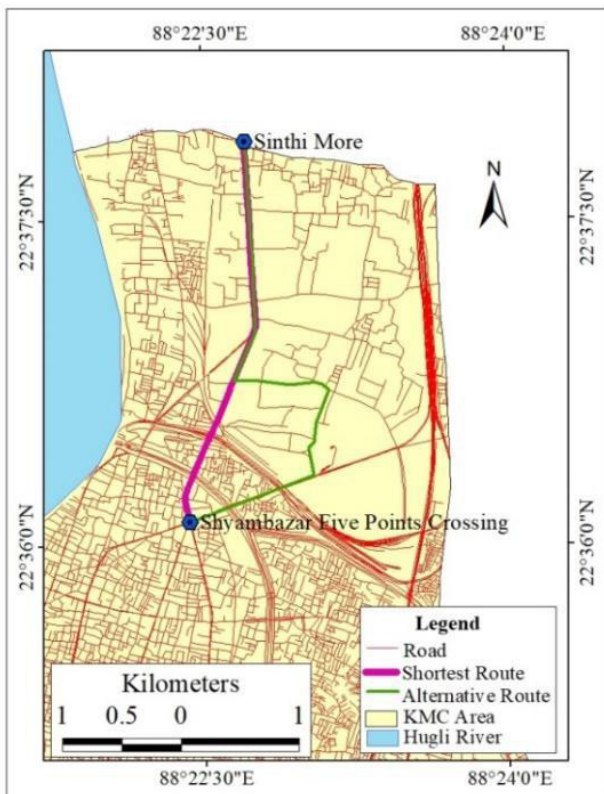 88°22'30"E 88°24'0"E
Sinthi More
N
22°37'30"N
22°37'30"N
Shyambazar Five Points Crossing
22°36'0"N
22°36'0"N
Legend
Road
Shortest Route
Alternative Route
KMC Area
Hugli River
Kilometers
1 0.5 0 1
88°22'30"E 88°24'0"E